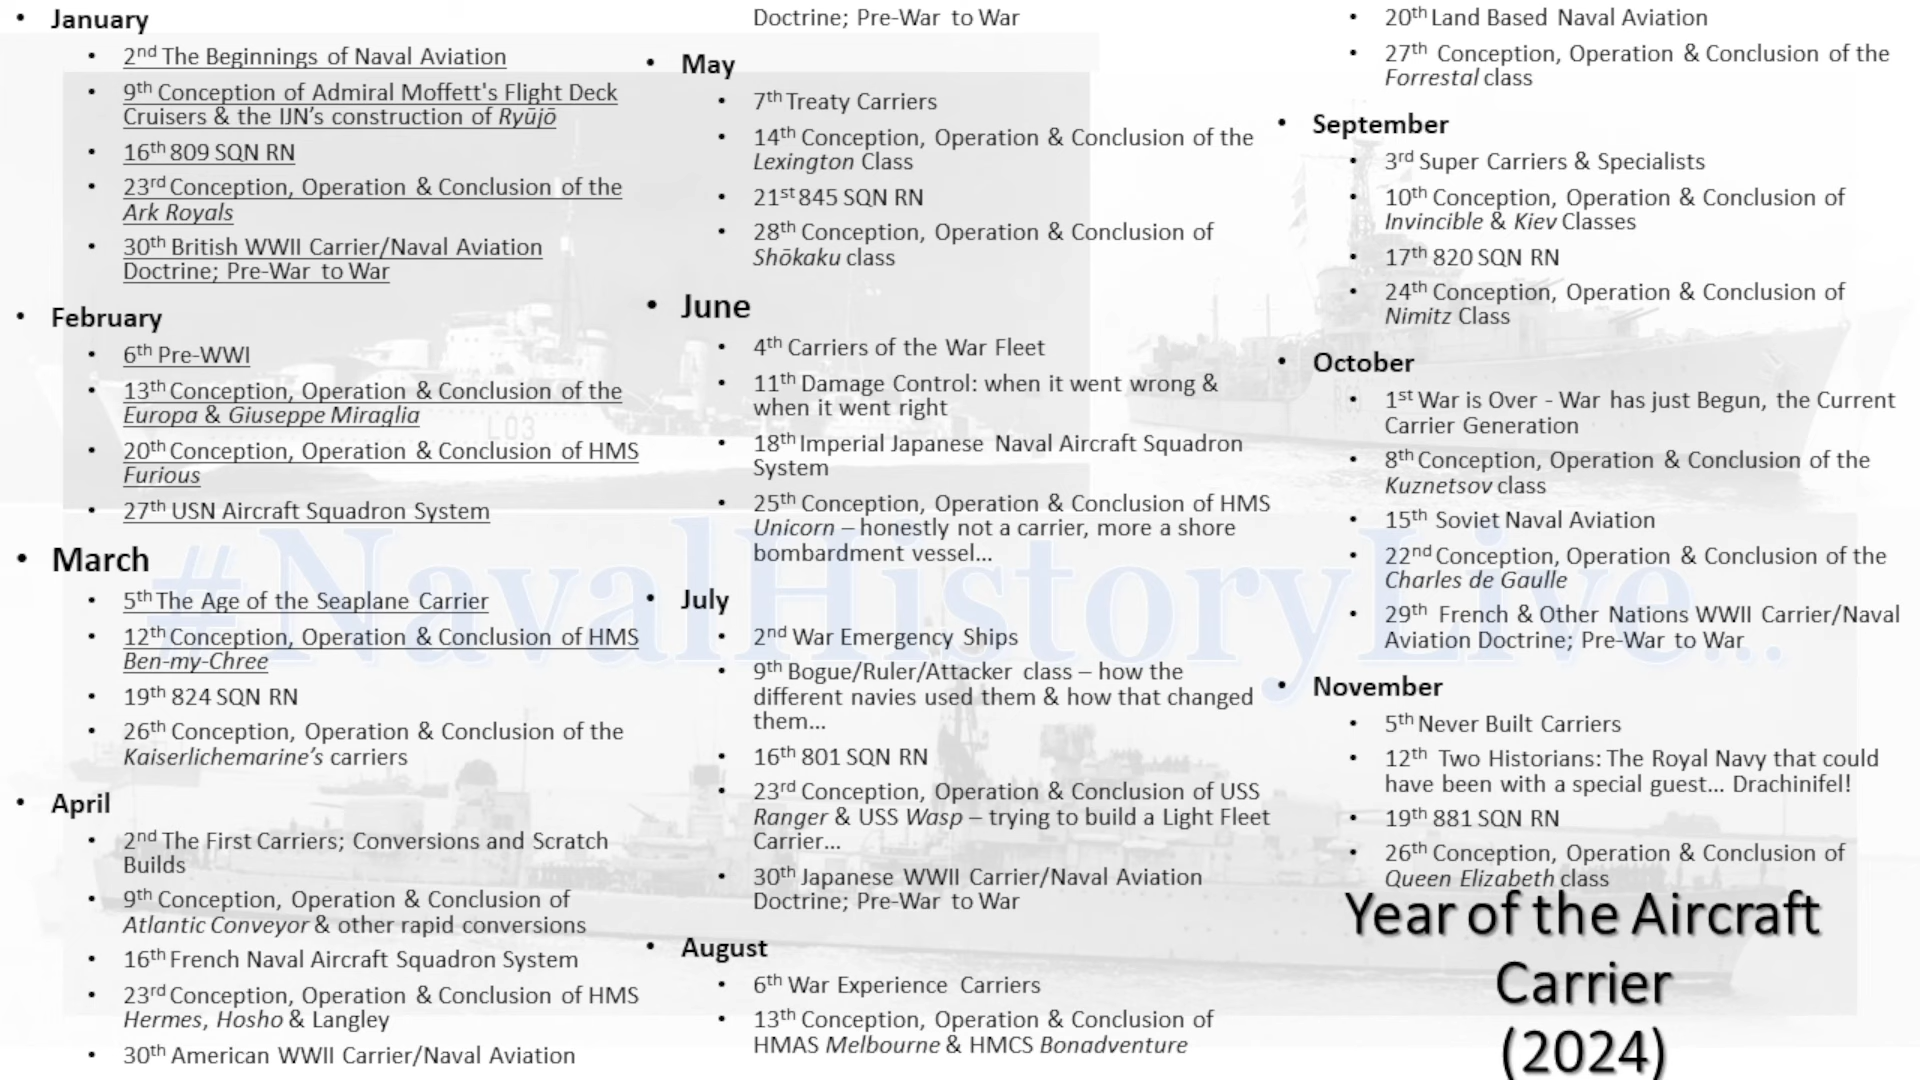 January
2nd The Beginnings of Naval Aviation
9th Conception of Admiral Moffett's Flight Deck
Cruisers & the IJN's construction of Ryūjō
16th 809 SQN RN
23rd Conception, Operation & Conclusion of the
Ark Royals
30th British WWII Carrier/Naval Aviation
Doctrine; Pre-War to War
February
6th Pre-WWI
13th Conception, Operation & Conclusion of the
Europa & Giuseppe Miraglia
20th Conception, Operation & Conclusion of HMS
Furious
27th USN Aircraft Squadron System
March
5th The Age of the Seaplane Carrier
12th Conception, Operation & Conclusion of HMS
Ben-my-Chree
19th 824 SQN RN
26th Conception, Operation & Conclusion of the
Kaiserlichemarine's carriers
April
2nd The First Carriers; Conversions and Scratch
Builds
9th Conception, Operation & Conclusion of
Atlantic Conveyor & other rapid conversions
16th French Naval Aircraft Squadron System
23rd Conception, Operation & Conclusion of HMS
Hermes, Hosho & Langley
30th American WWII Carrier/Naval Aviation
Doctrine; Pre-War to War
May
7th Treaty Carriers
14th Conception, Operation & Conclusion of the
Lexington Class
21st 845 SQN RN
28th Conception, Operation & Conclusion of
Shōkaku class
June
4th Carriers of the War Fleet
11th Damage Control: when it went wrong &
when it went right
18th Imperial Japanese Naval Aircraft Squadron
System
25th Conception, Operation & Conclusion of HMS
Unicorn – honestly not a carrier, more a shore
bombardment vessel...
July
2nd War Emergency Ships
9th Bogue/Ruler/Attacker class – how the
different navies used them & how that changed
them...
16th 801 SQN RN
23rd Conception, Operation & Conclusion of USS
Ranger & USS Wasp – trying to build a Light Fleet
Carrier...
30th Japanese WWII Carrier/Naval Aviation
Doctrine; Pre-War to War
August
6th War Experience Carriers
13th Conception, Operation & Conclusion of
HMAS Melbourne & HMCS Bonadventure
20th Land Based Naval Aviation
27th Conception, Operation & Conclusion of the
Forrestal class
September
3rd Super Carriers & Specialists
10th Conception, Operation & Conclusion of
Invincible & Kiev Classes
17th 820 SQN RN
24th Conception, Operation & Conclusion of
Nimitz Class
October
1st War is Over - War has just Begun, the Current
Carrier Generation
8th Conception, Operation & Conclusion of the
Kuznetsov class
15th Soviet Naval Aviation
22nd Conception, Operation & Conclusion of the
Charles de Gaulle
29th French & Other Nations WWII Carrier/Naval
Aviation Doctrine; Pre-War to War
November
5th Never Built Carriers
12th Two Historians: The Royal Navy that could
have been with a special guest... Drachinifel!
19th 881 SQN RN
26th Conception, Operation & Conclusion of
Queen Elizabeth class
Year of the Aircraft
Carrier
(2024)
#NavalHistoryLive...
L03